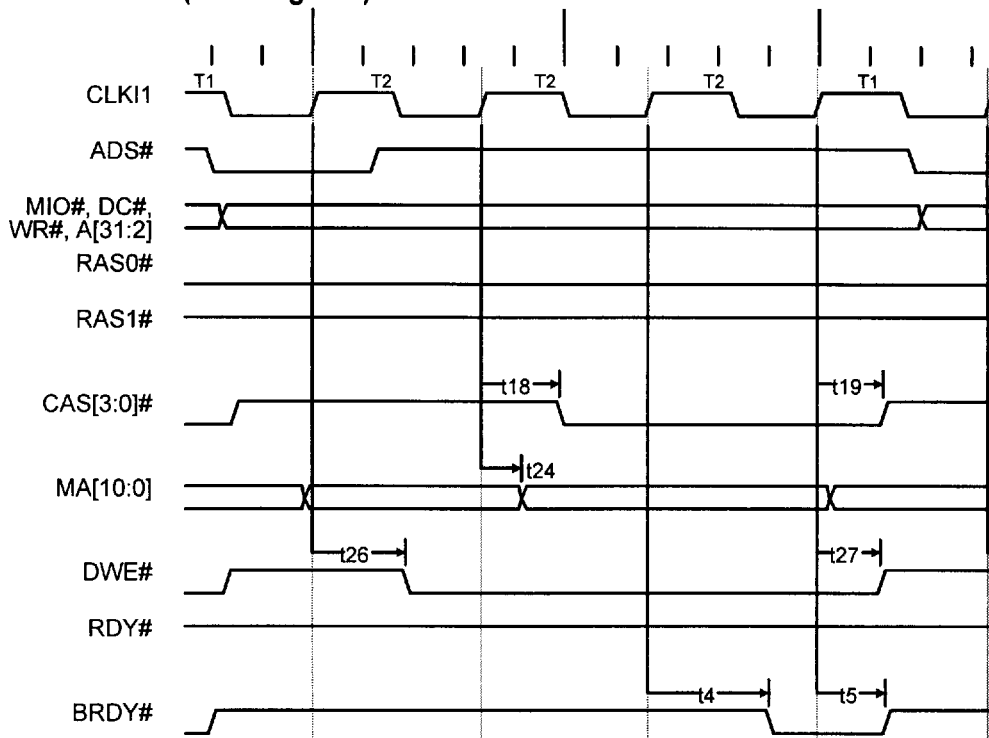 T1 T2 T2 T2 T1
CLKI1
ADS#
MIO#, DC#,
WR#, A[31:2]
RAS0#
RAS1#
t18 t19
CAS[3:0]#
t24
MA[10:0]
t26 t27
DWE#
RDY#
t4 t5
BRDY#